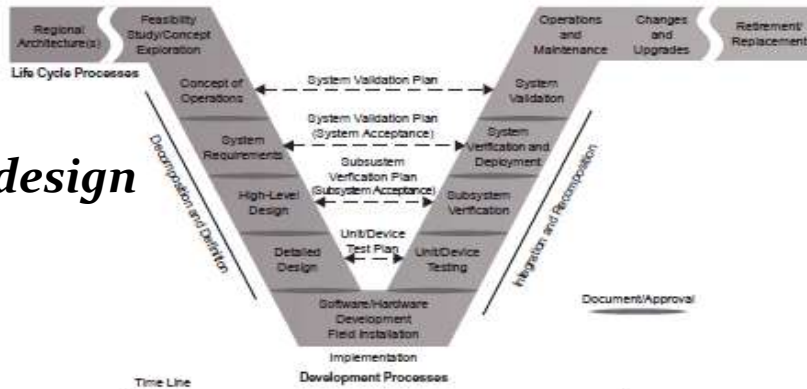 Regional
Architecture(s)
Feasibility
Study/Concept
Exploration
Operations
and
Maintenance
Changes
and
Upgrades
Retirement/
Replacement
Life Cycle Processes
Concept of
Operations
System Validation Plan
System
Validation
System Validation Plan
(System Acceptance)
System
Requirements
System
Verification and
Deployment
design
Subsustem
Verfication Plan
(Subsystem Acceptance)
High-Level
Design
Subsystem
Verification
Decomposition and Definition
Integration and Recomposition
Unit/Device
Test Plan
Detailed
Design
Unit/Device
Testing
Software/Hardware
Development
Field Installation
Document/Approval
Implementation
Time Line
Development Processes